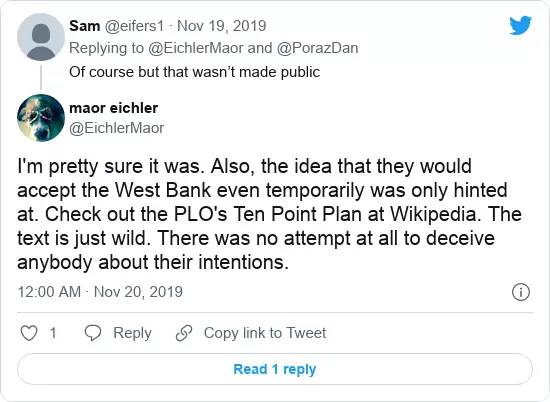 Sam @eifers1 · Nov 19, 2019
Replying to @EichlerMaor and @PorazDan
Of course but that wasn’t made public
maor eichler
@EichlerMaor
I'm pretty sure it was. Also, the idea that they would
accept the West Bank even temporarily was only hinted
at. Check out the PLO's Ten Point Plan at Wikipedia. The
text is just wild. There was no attempt at all to deceive
anybody about their intentions.
12:00 AM · Nov 20, 2019
1 Reply Copy link to Tweet
Read 1 reply